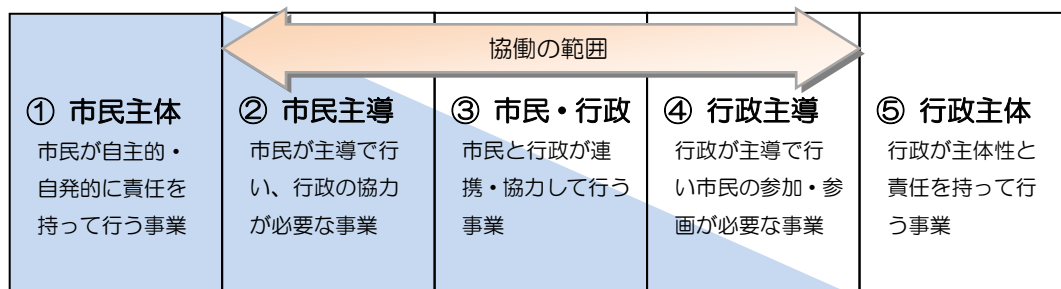 協働の範囲
① 市民主体
市民が自主的・
自発的に責任を
持って行う事業
② 市民主導
市民が主導で行
い、行政の協力
が必要な事業
③ 市民・行政
市民と行政が連
携・協力して行う
事業
④ 行政主導
行政が主導で行
い市民の参加・参
画が必要な事業
⑤ 行政主体
行政が主体性と
責任を持って行
う事業